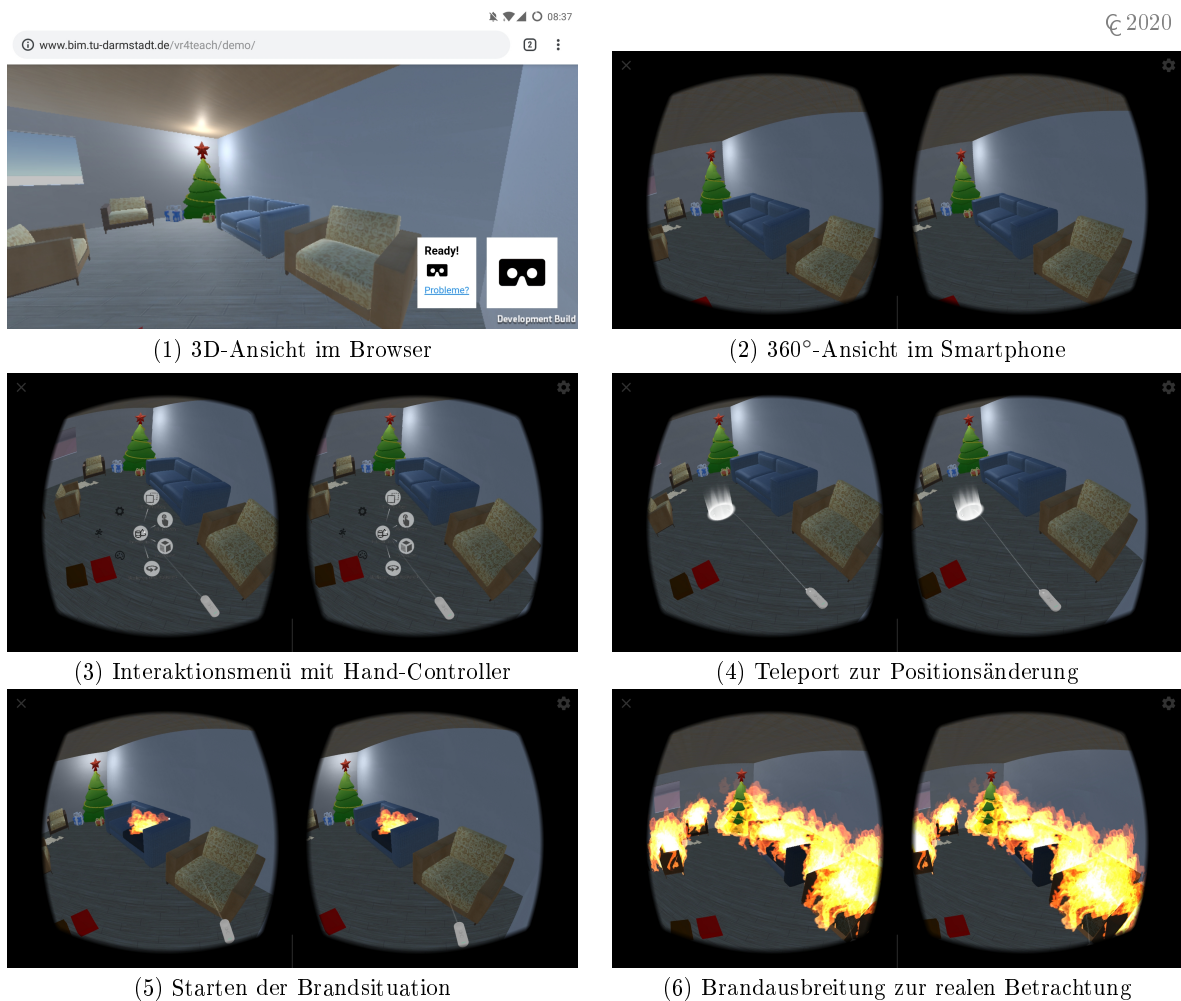 08:37
www.bim.tu-darmstadt.de/vr4teach/demo/
2
2020
Ready!
Probleme?
Development Build
(1) 3D-Ansicht im Browser
(2) 360°-Ansicht im Smartphone
(3) Interaktionsmenü mit Hand-Controller
(4) Teleport zur Positionsänderung
(5) Starten der Brandsituation
(6) Brandausbreitung zur realen Betrachtung